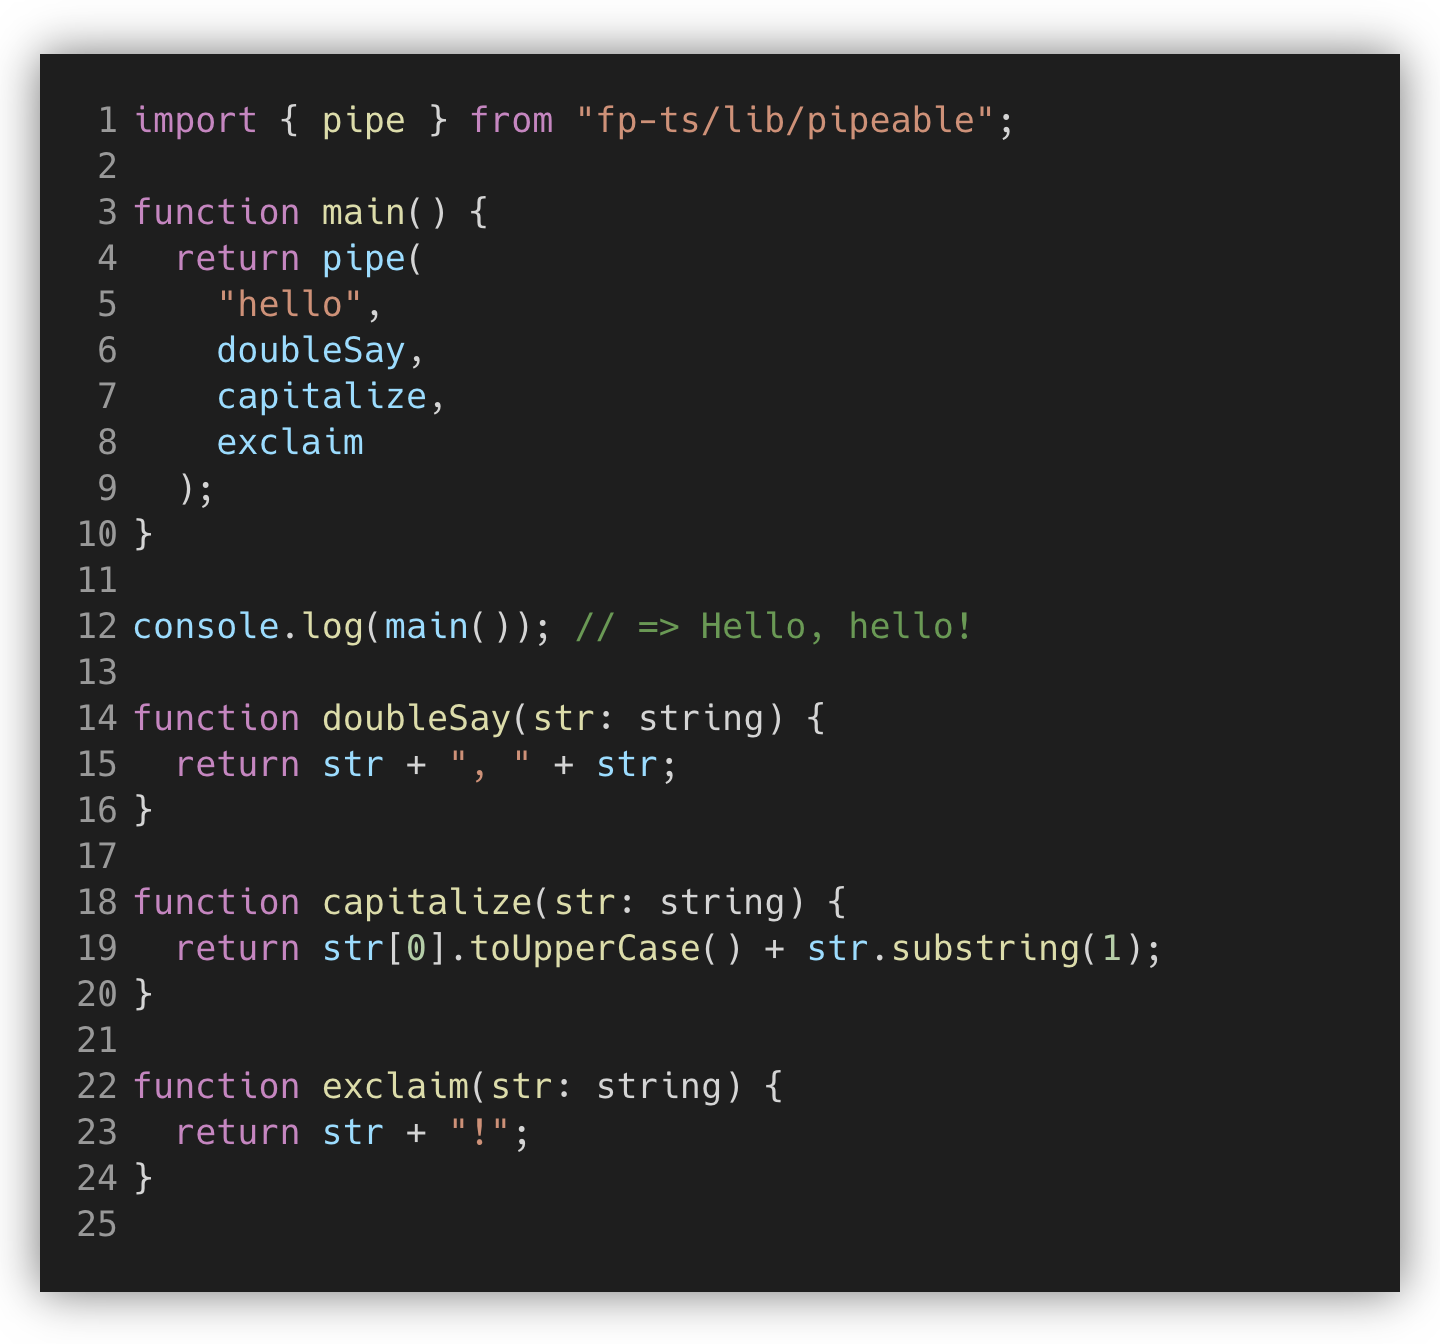 1 import { pipe } from "fp-ts/lib/pipeable";
2
3 function main() {
4   return pipe(
5     "hello",
6     doubleSay,
7     capitalize,
8     exclaim
9   );
10 }
11
12 console.log(main()); // => Hello, hello!
13
14 function doubleSay(str: string) {
15   return str + ", " + str;
16 }
17
18 function capitalize(str: string) {
19   return str[0].toUpperCase() + str.substring(1);
20 }
21
22 function exclaim(str: string) {
23   return str + "!";
24 }
25